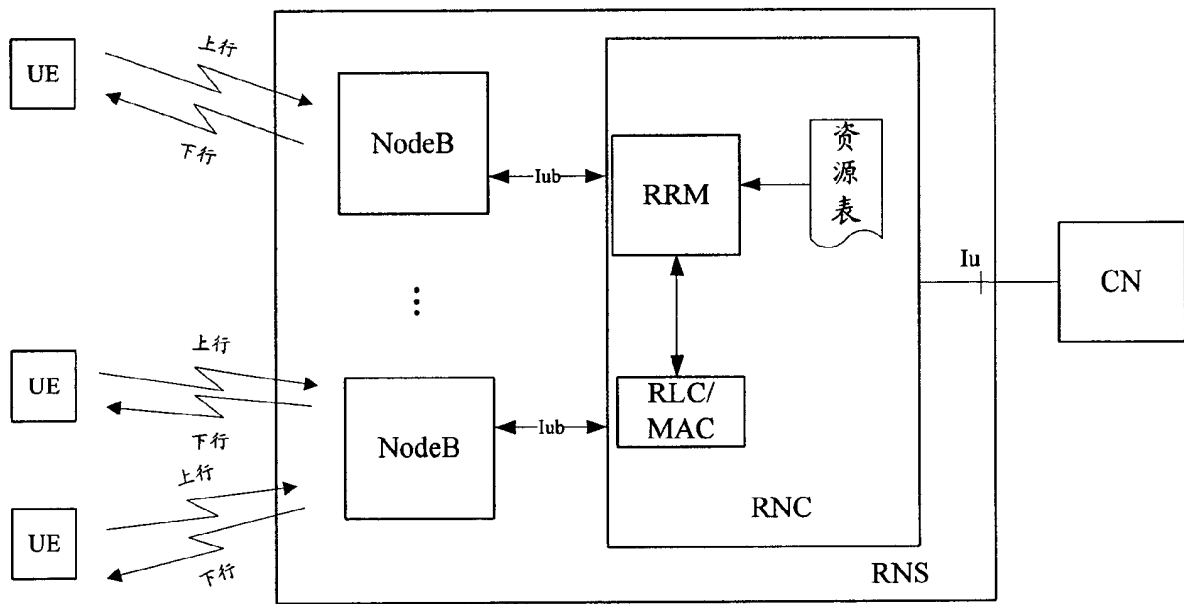 UE
上行
下行
NodeB
Iub
RRM
资源表
Iu
CN
UE
上行
下行
NodeB
Iub
RLC/
MAC
UE
上行
下行
RNC
RNS